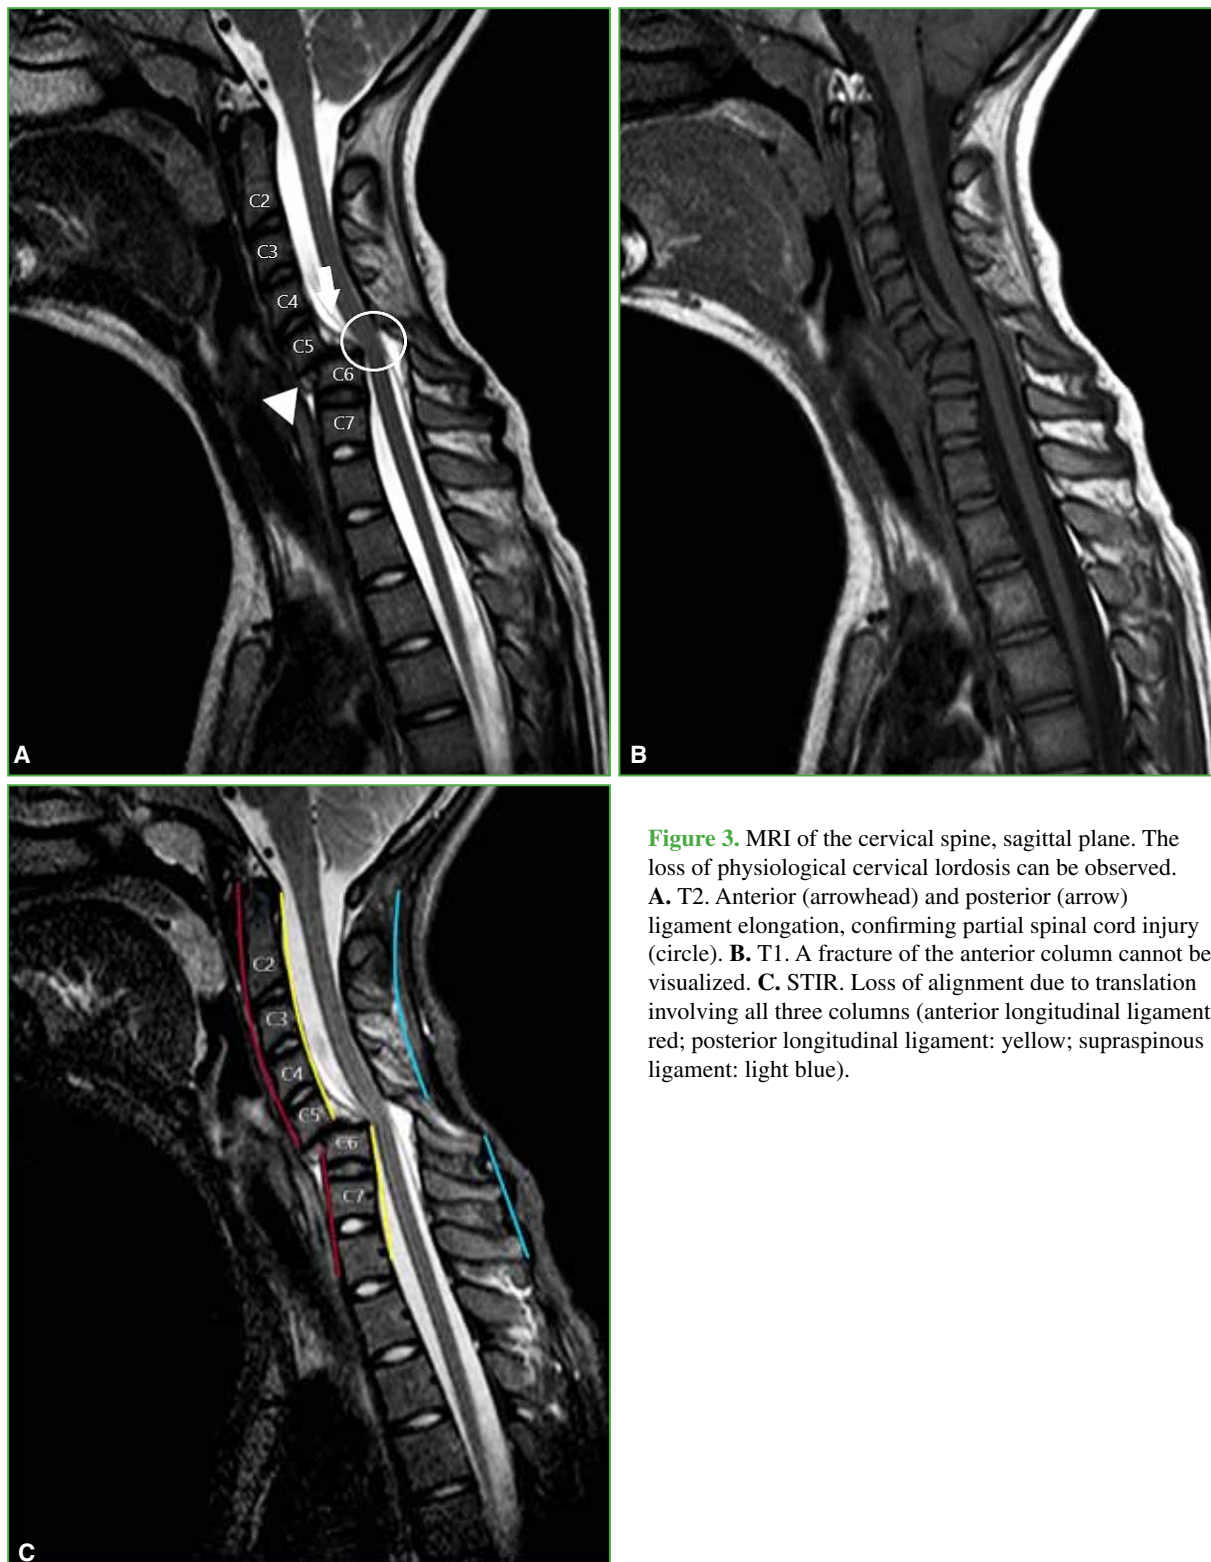 C2
C3
C4
C5
C6
C7
A
B
C2
C3
C4
C5
C6
C7
C
Figure 3. MRI of the cervical spine, sagittal plane. The
loss of physiological cervical lordosis can be observed.
A. T2. Anterior (arrowhead) and posterior (arrow)
ligament elongation, confirming partial spinal cord injury
(circle). B. T1. A fracture of the anterior column cannot be
visualized. C. STIR. Loss of alignment due to translation
involving all three columns (anterior longitudinal ligament
red; posterior longitudinal ligament: yellow; supraspinous
ligament: light blue).